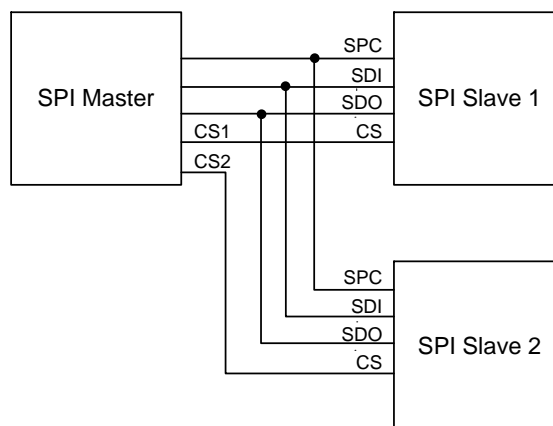 SPC
SDI
SPI Master
SDO
SPI Slave 1
CS1
CS
CS2
SPC
SDI
SDO
SPI Slave 2
CS